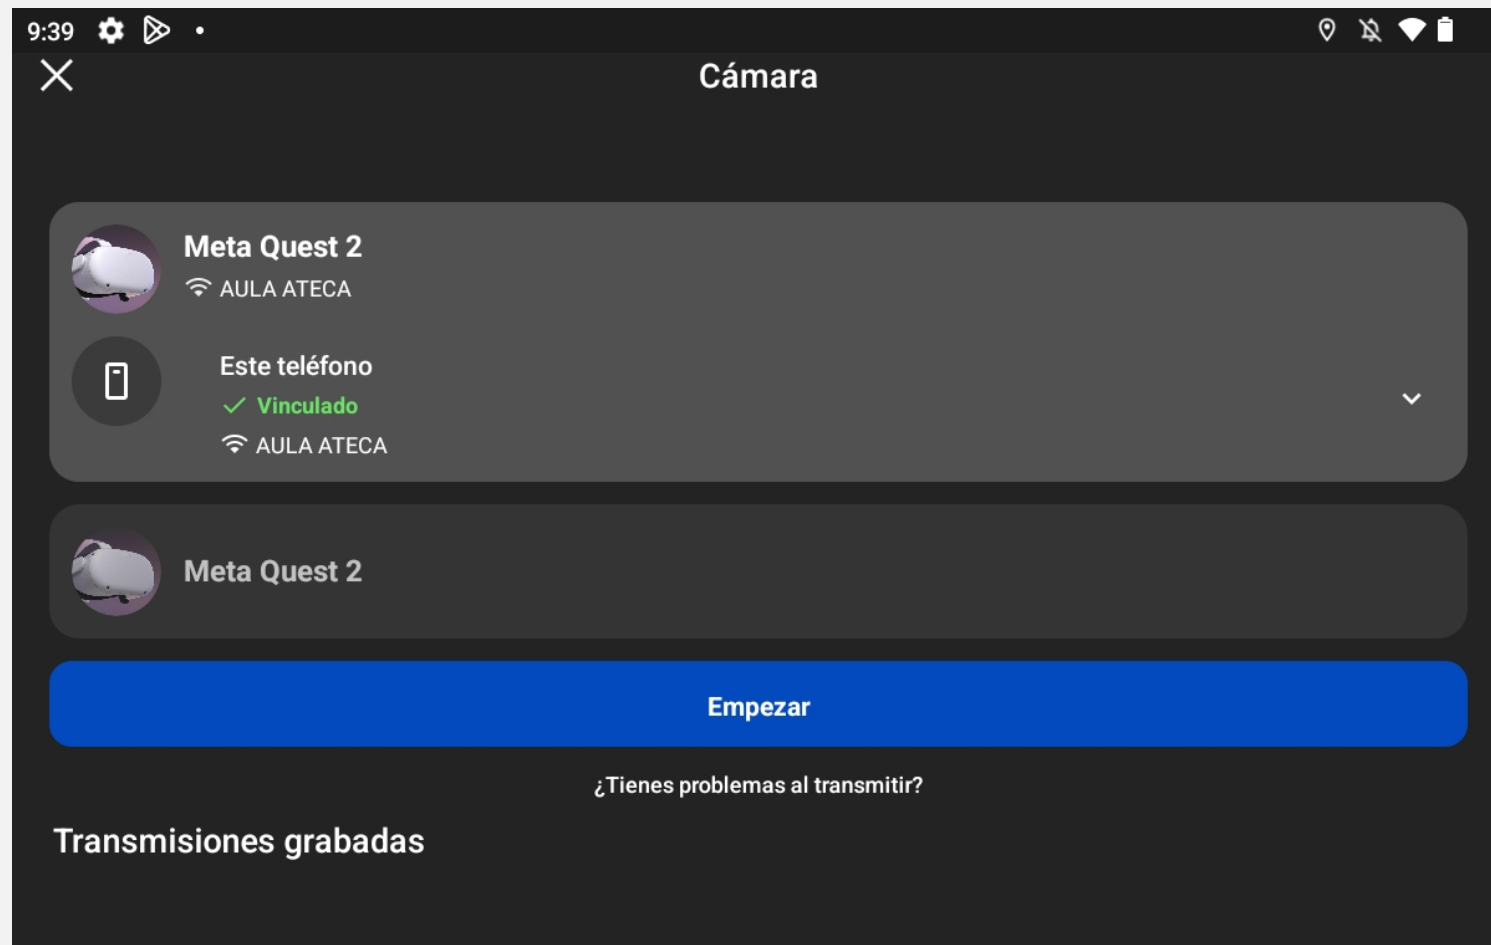 9:39
Cámara
Meta Quest 2
AULA ATECA
Este teléfono
Vinculado
AULA ATECA
Meta Quest 2
Empezar
¿Tienes problemas al transmitir?
Transmisiones grabadas